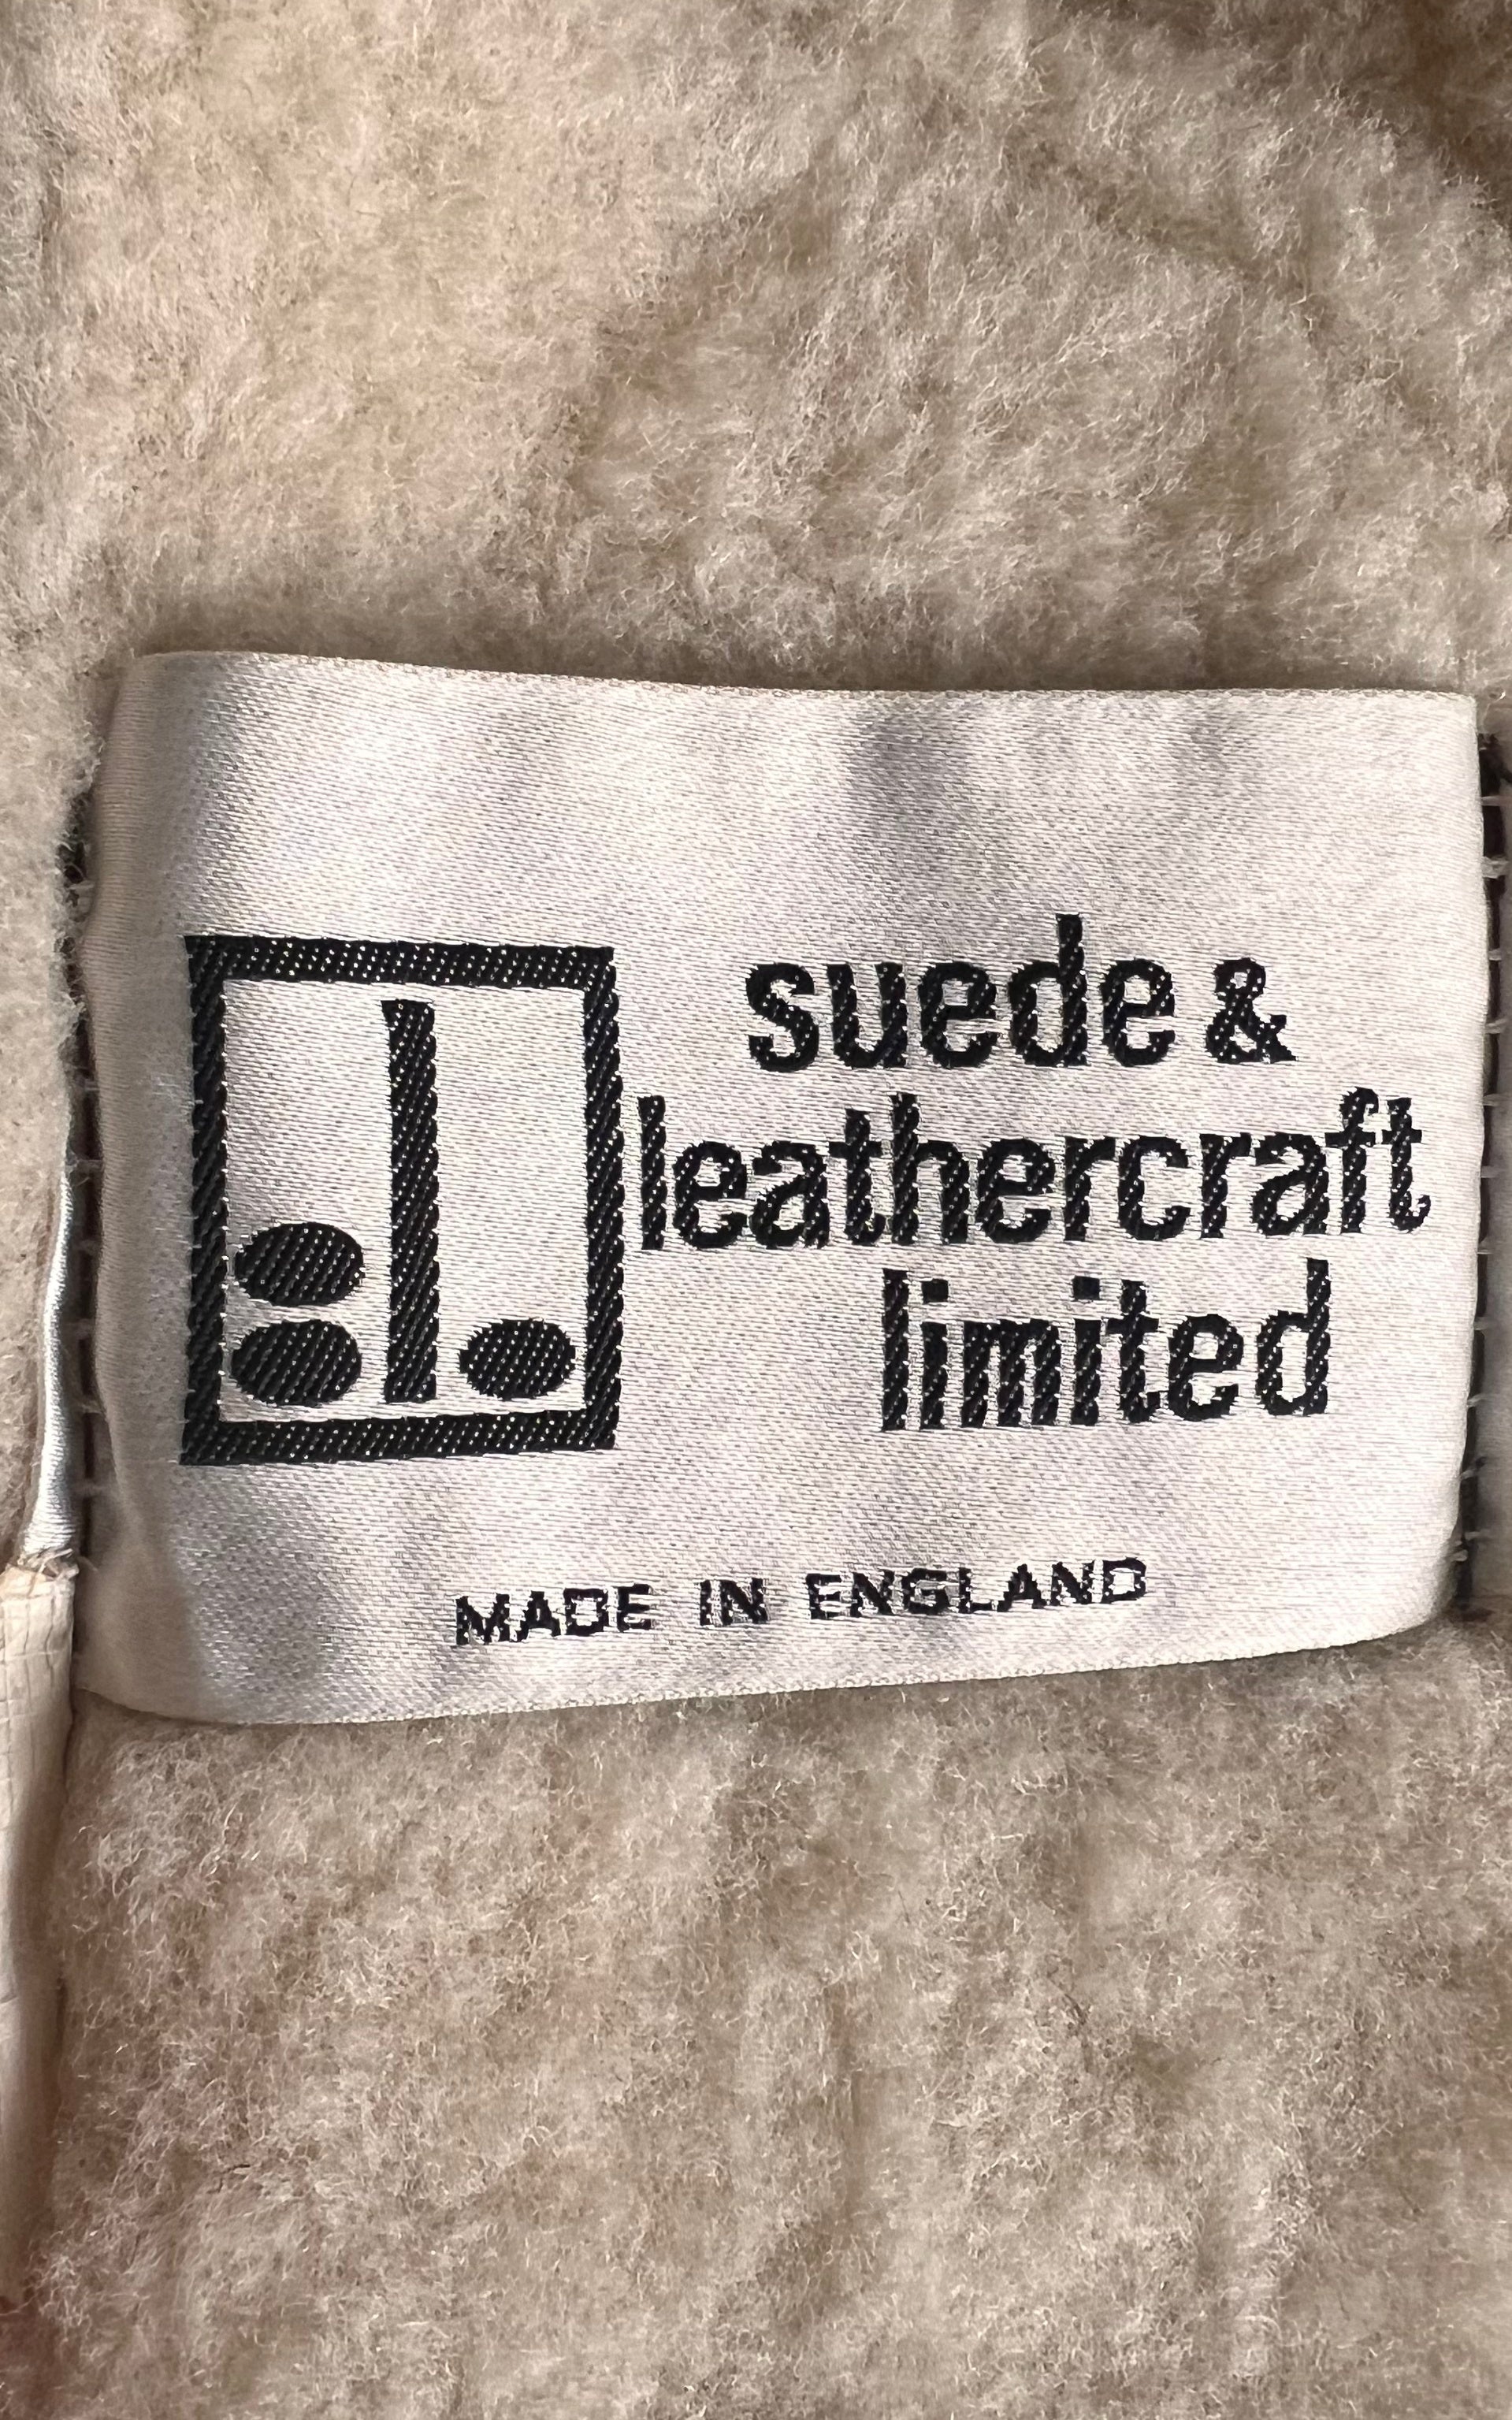 suede &
leathercraft
limited
MADE IN ENGLAND